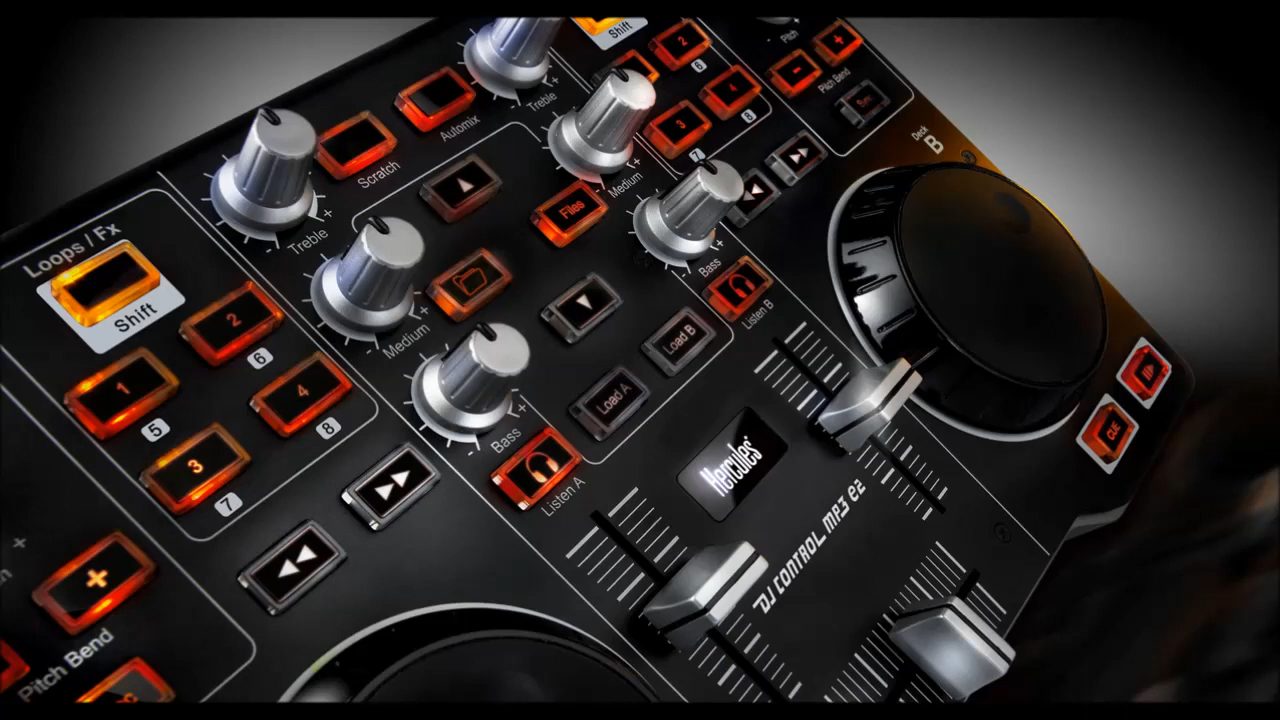 Loops / Fx
Shift
1
5
2
6
3
7
4
8
+
Pitch Bend
Scratch
Automix
Treble
- +
Medium
- +
Bass
- +
Listen A
Files
Load A
Load B
Treble
- +
Medium
- +
Bass
- +
Listen B
Shift
2
6
3
7
4
8
Pitch
- +
Pitch Bend
Deck
B
CUE
Hercules
DJ CONTROL MP3 e2